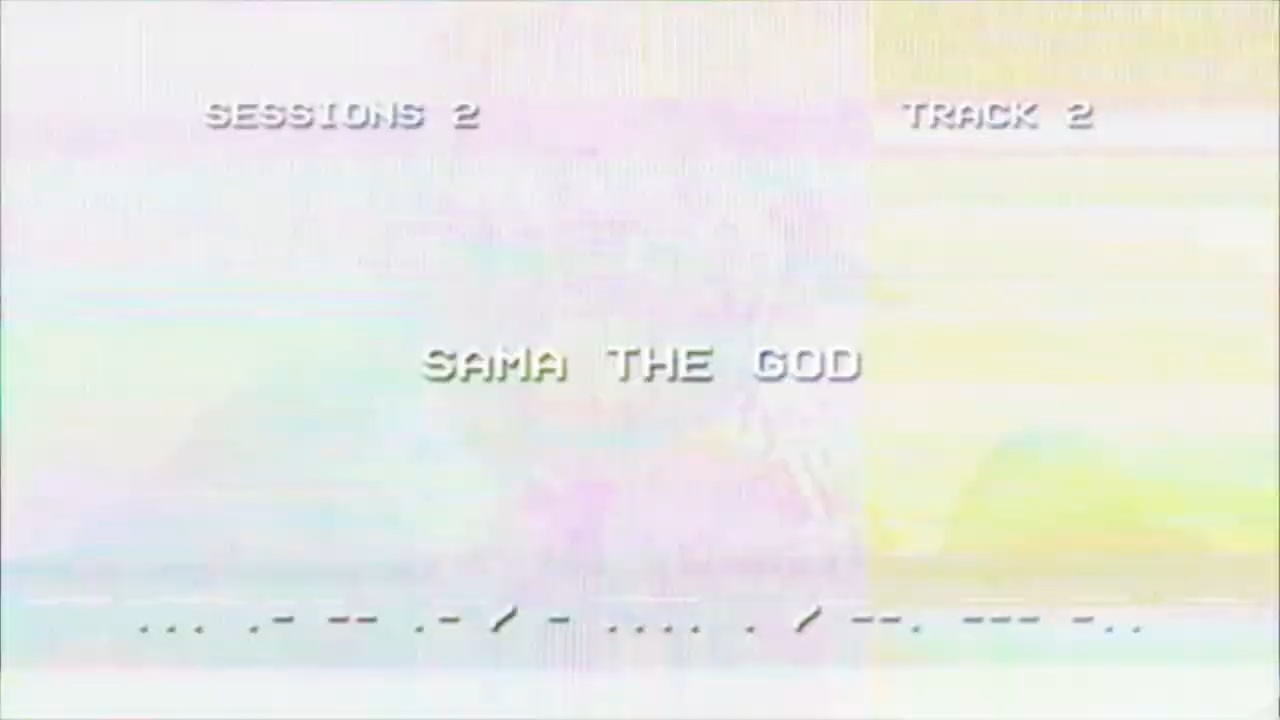 SESSIONS 2 TRACK 2
SAMA THE GOD
... .- -- .- / - .... . / --. --- -..